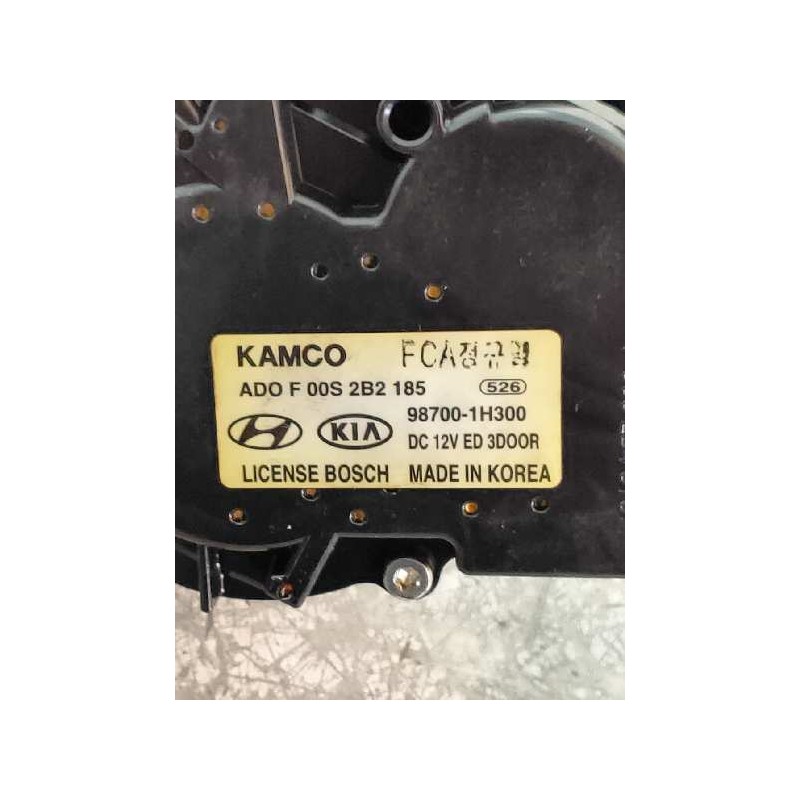 KAMCO FCA정규형
ADO F 00S 2B2 185 526
98700-1H300
KIA
DC 12V ED 3DOOR
LICENSE BOSCH MADE IN KOREA